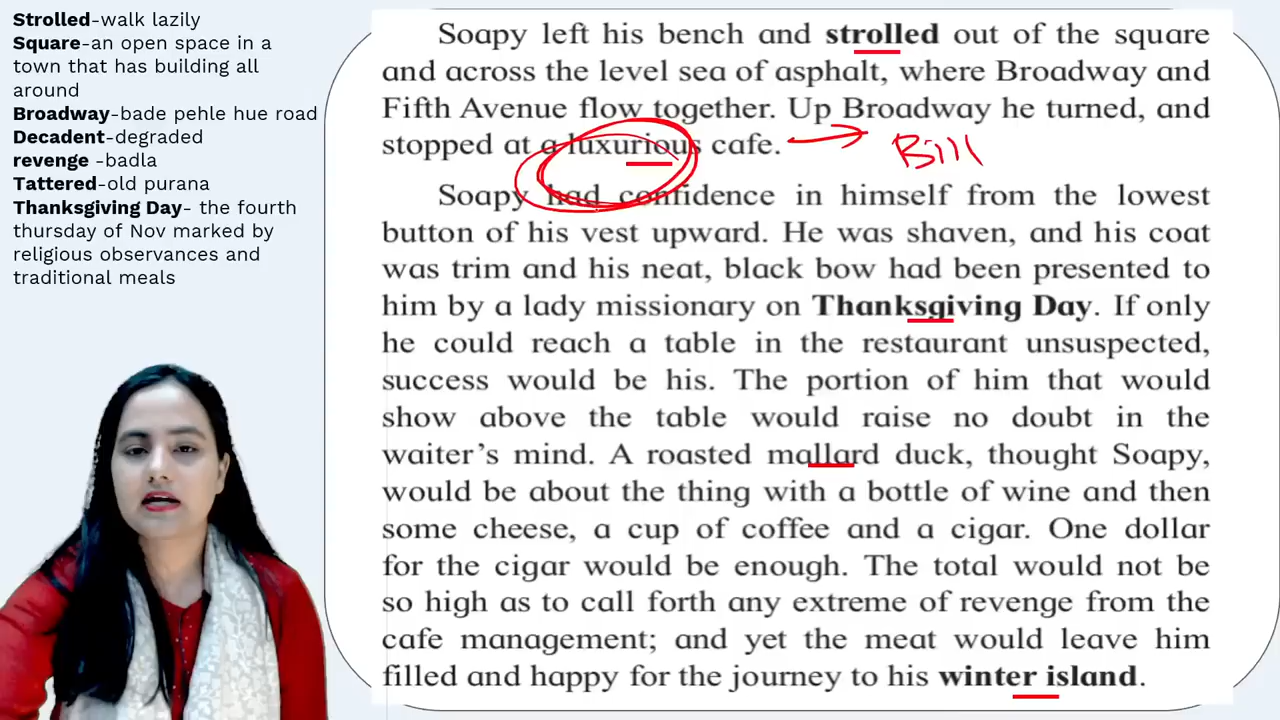 Strolled-walk lazily
Square-an open space in a
town that has building all
around
Broadway-bade pehle hue road
Decadent-degraded
revenge -badla
Tattered-old purana
Thanksgiving Day- the fourth
thursday of Nov marked by
religious observances and
traditional meals
Soapy left his bench and strolled out of the square
and across the level sea of asphalt, where Broadway and
Fifth Avenue flow together. Up Broadway he turned, and
stopped at a luxurious cafe.
Bill
Soapy had confidence in himself from the lowest
button of his vest upward. He was shaven, and his coat
was trim and his neat, black bow had been presented to
him by a lady missionary on Thanksgiving Day. If only
he could reach a table in the restaurant unsuspected,
success would be his. The portion of him that would
show above the table would raise no doubt in the
waiter’s mind. A roasted mallard duck, thought Soapy,
would be about the thing with a bottle of wine and then
some cheese, a cup of coffee and a cigar. One dollar
for the cigar would be enough. The total would not be
so high as to call forth any extreme of revenge from the
cafe management; and yet the meat would leave him
filled and happy for the journey to his winter island.